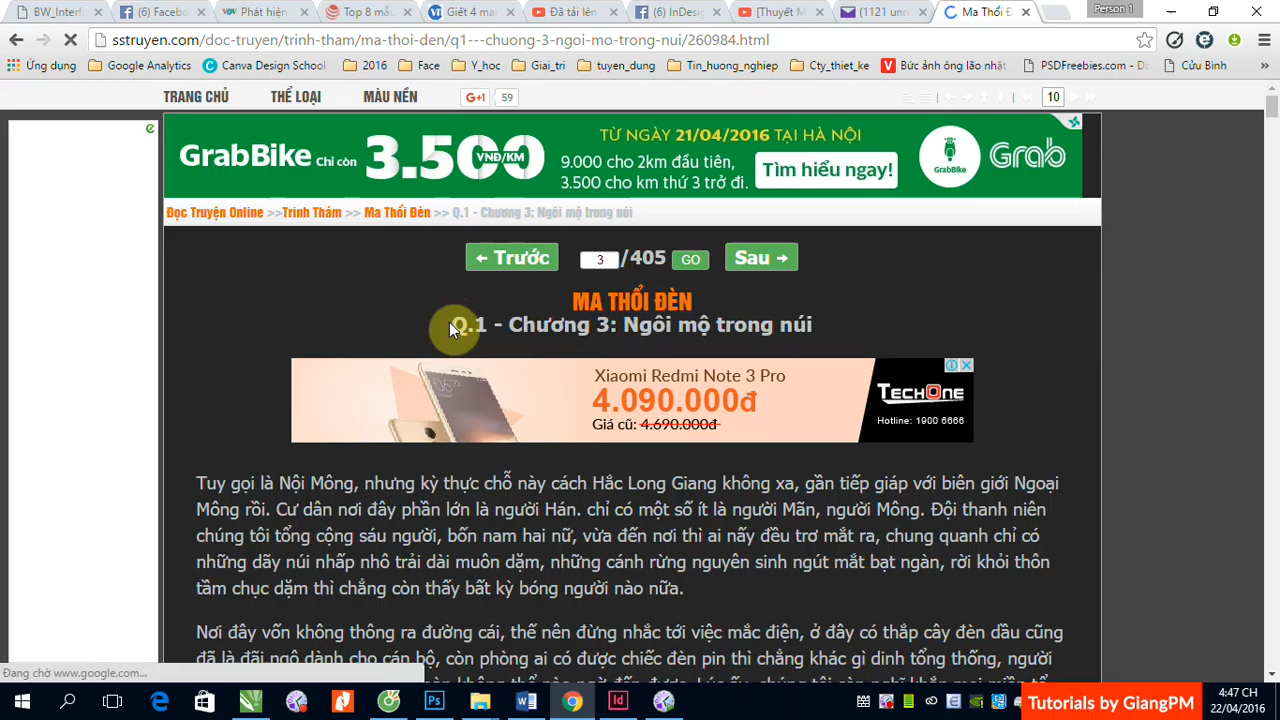 BW_Interfa
(6) Facebo
Phát hiện
Top 8 mẫu
Giết 4 mạn
Đã tải lên
(6) InDesig
[Thuyết M
(1121 unre
Ma Thổi Đ
Person 1
sstruyen.com/doc-truyen/trinh-tham/ma-thoi-den/q1---chuong-3-ngoi-mo-trong-nui/260984.html
Ứng dụng
Google Analytics
Canva Design School
2016
Face
Y_hoc
Giai_tri
tuyen_dung
Tin_huong_nghiep
Cty_thiet_ke
Bức ảnh ông lão nhặt
PSDFreebies.com - Do
Cửu Bình
TRANG CHỦ THỂ LOẠI MÀU NỀN G+1 59 10
GrabBike Chỉ còn 3.500 VNĐ/KM
TỪ NGÀY 21/04/2016 TẠI HÀ NỘI
9.000 cho 2km đầu tiên,
3.500 cho km thứ 3 trở đi.
Tìm hiểu ngay!
GrabBike
Grab
Đọc Truyện Online >>Trinh Thám >> Ma Thổi Đèn >> Q.1 - Chương 3: Ngôi mộ trong núi
← Trước 3 /405 GO Sau →
MA THỔI ĐÈN
Q.1 - Chương 3: Ngôi mộ trong núi
Xiaomi Redmi Note 3 Pro
4.090.000đ
Giá cũ: 4.690.000đ
TECHONE
Hotline: 1900 6666
Tuy gọi là Nội Mông, nhưng kỳ thực chỗ này cách Hắc Long Giang không xa, gần tiếp giáp với biên giới Ngoại
Mông rồi. Cư dân nơi đây phần lớn là người Hán. chỉ có một số ít là người Mãn, người Mông. Đội thanh niên
chúng tôi tổng cộng sáu người, bốn nam hai nữ, vừa đến nơi thì ai nấy đều trơ mắt ra, chung quanh chỉ có
những dãy núi nhấp nhô trải dài muôn dặm, những cánh rừng nguyên sinh ngút mắt bạt ngàn, rời khỏi thôn
tầm chục dặm thì chẳng còn thấy bất kỳ bóng người nào nữa.
Nơi đây vốn không thông ra đường cái, thế nên đừng nhắc tới việc mắc điện, ở đây có thắp cây đèn dầu cũng
đã là đãi ngộ dành cho cán bộ, còn phòng ai có được chiếc đèn pin thì chẳng khác gì dinh tổng thống, người
Đang chờ www.google.com...
Tutorials by GiangPM
4:47 CH
22/04/2016